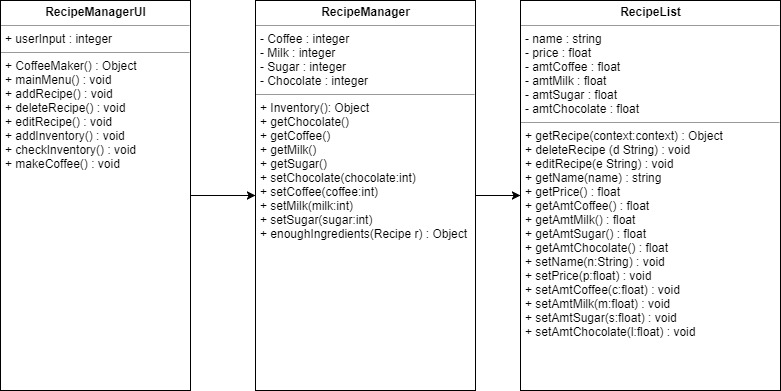 RecipeManagerUI
+ userInput : integer
+ CoffeeMaker() : Object
+ mainMenu() : void
+ addRecipe() : void
+ deleteRecipe() : void
+ editRecipe() : void
+ addInventory() : void
+ checkInventory() : void
+ makeCoffee() : void
RecipeManager
- Coffee : integer
- Milk : integer
- Sugar : integer
- Chocolate : integer
+ Inventory(): Object
+ getChocolate()
+ getCoffee()
+ getMilk()
+ getSugar()
+ setChocolate(chocolate:int)
+ setCoffee(coffee:int)
+ setMilk(milk:int)
+ setSugar(sugar:int)
+ enoughIngredients(Recipe r) : Object
RecipeList
- name : string
- price : float
- amtCoffee : float
- amtMilk : float
- amtSugar : float
- amtChocolate : float
+ getRecipe(context:context) : Object
+ deleteRecipe (d String) : void
+ editRecipe(e String) : void
+ getName(name) : string
+ getPrice() : float
+ getAmtCoffee() : float
+ getAmtMilk() : float
+ getAmtSugar() : float
+ getAmtChocolate() : float
+ setName(n:String) : void
+ setPrice(p:float) : void
+ setAmtCoffee(c:float) : void
+ setAmtMilk(m:float) : void
+ setAmtSugar(s:float) : void
+ setAmtChocolate(l:float) : void